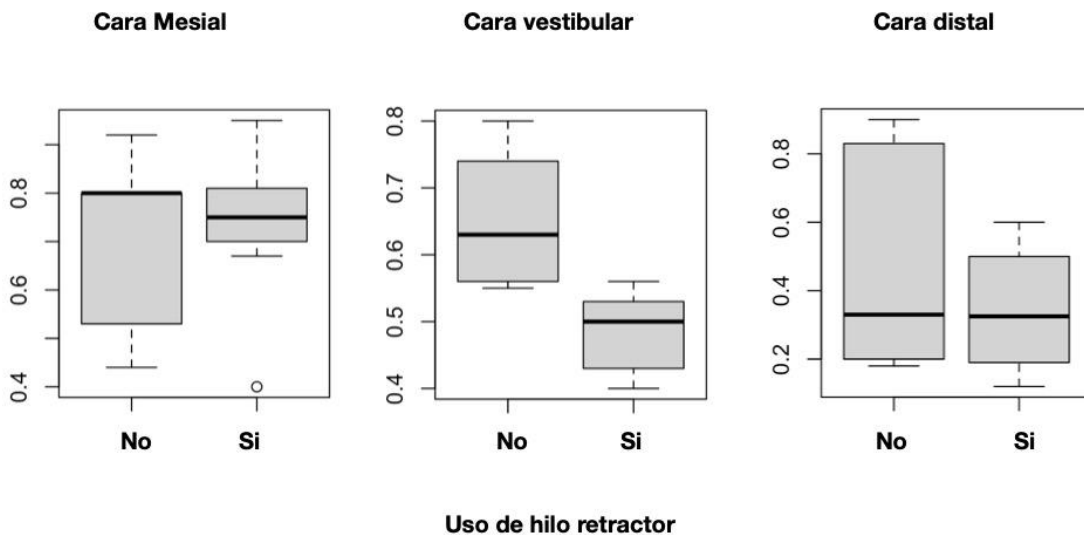 Cara Mesial
0.8
0.6
0.4
No
Si
Cara vestibular
0.8
0.7
0.6
0.5
0.4
No
Si
Cara distal
0.8
0.6
0.4
0.2
No
Si
Uso de hilo retractor